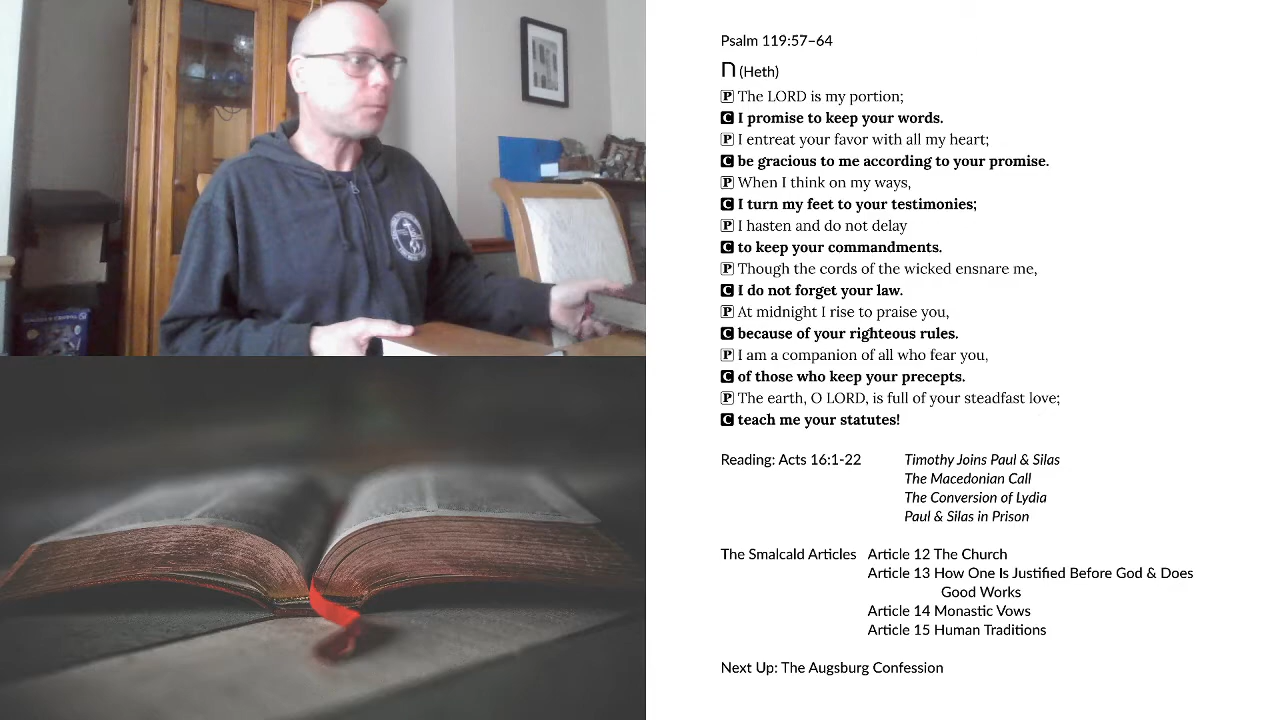 Psalm 119:57–64
ח (Heth)
P The LORD is my portion;
C I promise to keep your words.
P I entreat your favor with all my heart;
C be gracious to me according to your promise.
P When I think on my ways,
C I turn my feet to your testimonies;
P I hasten and do not delay
C to keep your commandments.
P Though the cords of the wicked ensnare me,
C I do not forget your law.
P At midnight I rise to praise you,
C because of your righteous rules.
P I am a companion of all who fear you,
C of those who keep your precepts.
P The earth, O LORD, is full of your steadfast love;
C teach me your statutes!
Reading: Acts 16:1-22 Timothy Joins Paul & Silas
The Macedonian Call
The Conversion of Lydia
Paul & Silas in Prison
The Smalcald Articles Article 12 The Church
Article 13 How One Is Justified Before God & Does
Good Works
Article 14 Monastic Vows
Article 15 Human Traditions
Next Up: The Augsburg Confession